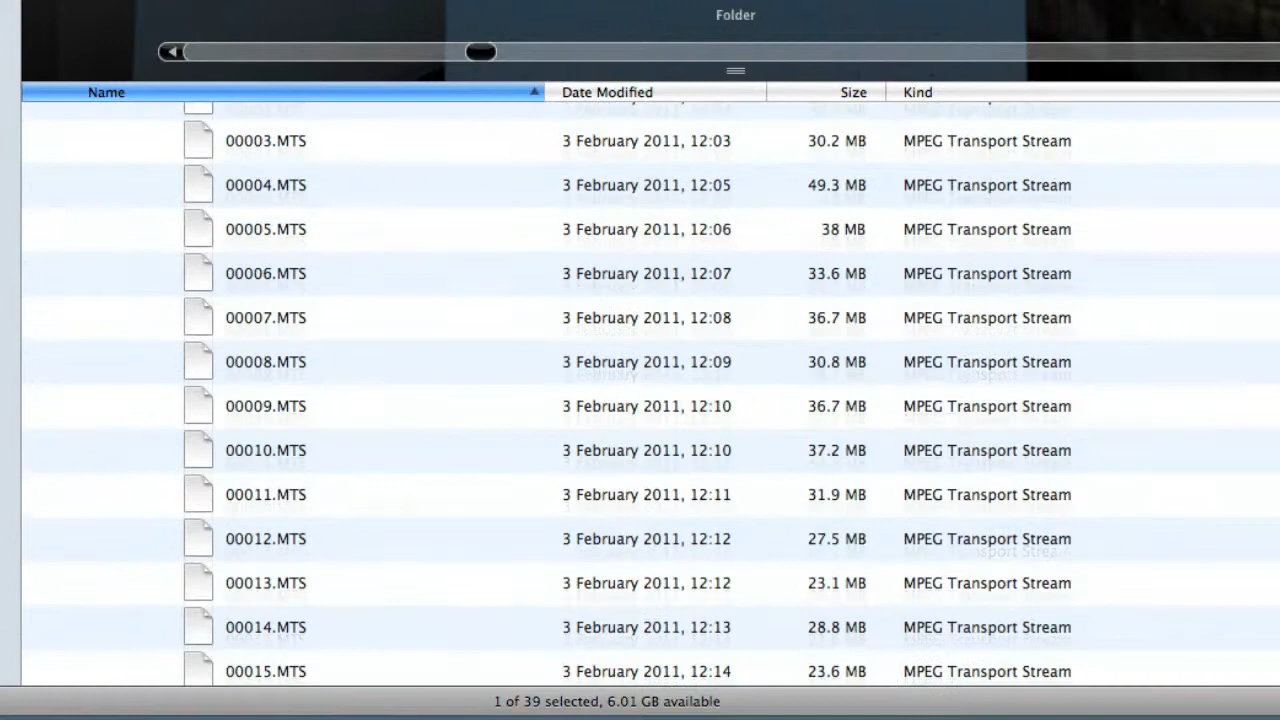 Folder
Name Date Modified Size Kind
00003.MTS 3 February 2011, 12:03 30.2 MB MPEG Transport Stream
00004.MTS 3 February 2011, 12:05 49.3 MB MPEG Transport Stream
00005.MTS 3 February 2011, 12:06 38 MB MPEG Transport Stream
00006.MTS 3 February 2011, 12:07 33.6 MB MPEG Transport Stream
00007.MTS 3 February 2011, 12:08 36.7 MB MPEG Transport Stream
00008.MTS 3 February 2011, 12:09 30.8 MB MPEG Transport Stream
00009.MTS 3 February 2011, 12:10 36.7 MB MPEG Transport Stream
00010.MTS 3 February 2011, 12:10 37.2 MB MPEG Transport Stream
00011.MTS 3 February 2011, 12:11 31.9 MB MPEG Transport Stream
00012.MTS 3 February 2011, 12:12 27.5 MB MPEG Transport Stream
00013.MTS 3 February 2011, 12:12 23.1 MB MPEG Transport Stream
00014.MTS 3 February 2011, 12:13 28.8 MB MPEG Transport Stream
00015.MTS 3 February 2011, 12:14 23.6 MB MPEG Transport Stream
1 of 39 selected, 6.01 GB available